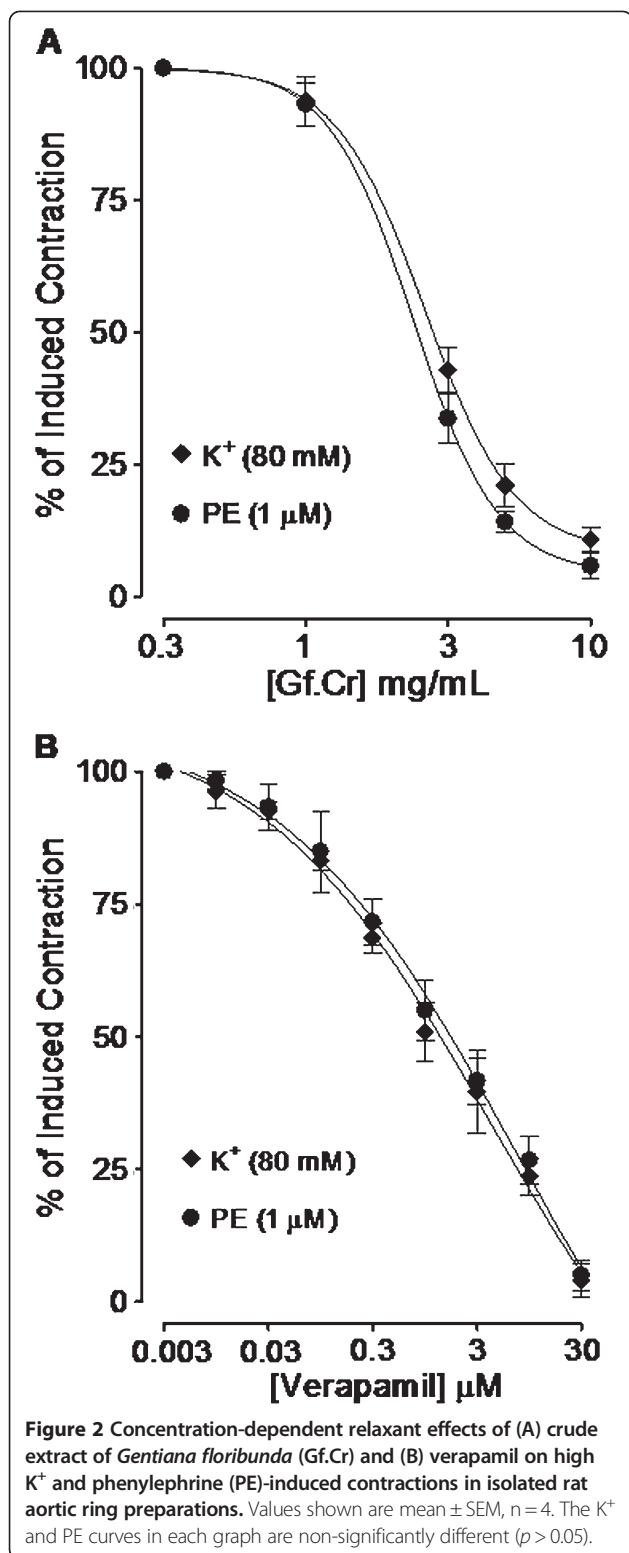 A
100
75
50
25
0
% of Induced Contraction
◆ K⁺ (80 mM)
● PE (1 µM)
0.3 1 3 10
[Gf.Cr] mg/mL
B
100
75
50
25
0
% of Induced Contraction
◆ K⁺ (80 mM)
● PE (1 µM)
0.003 0.03 0.3 3 30
[Verapamil] µM
Figure 2 Concentration-dependent relaxant effects of (A) crude
extract of Gentiana floribunda (Gf.Cr) and (B) verapamil on high
K⁺ and phenylephrine (PE)-induced contractions in isolated rat
aortic ring preparations. Values shown are mean ± SEM, n = 4. The K⁺
and PE curves in each graph are non-significantly different (p > 0.05).